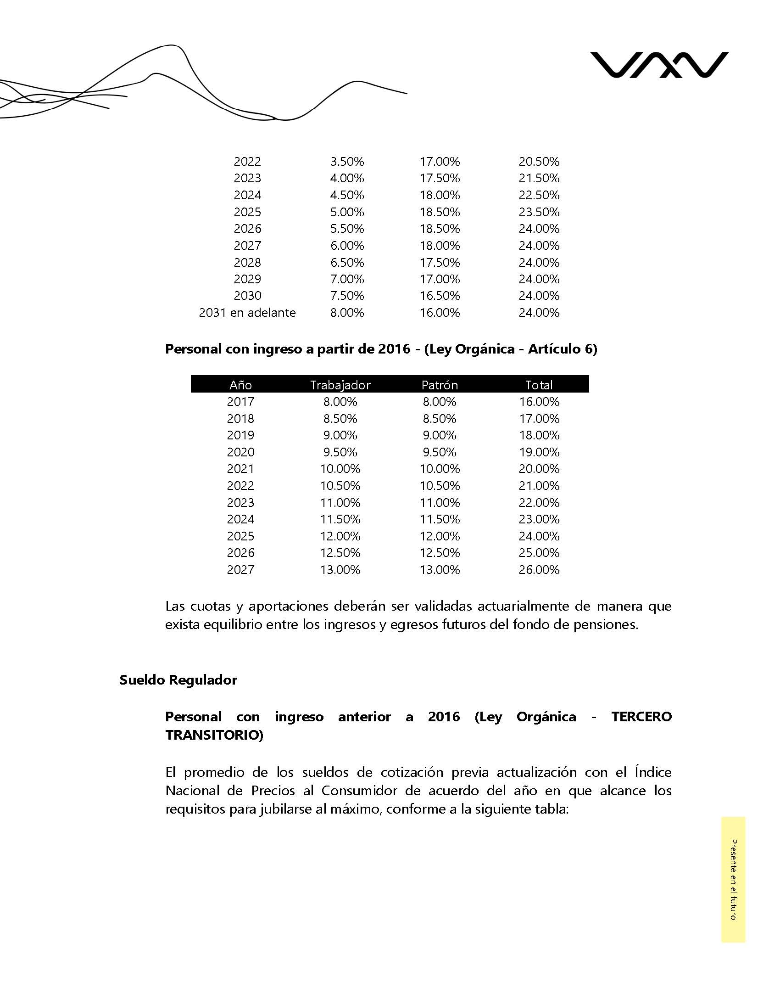 VAN
2022 3.50% 17.00% 20.50%
2023 4.00% 17.50% 21.50%
2024 4.50% 18.00% 22.50%
2025 5.00% 18.50% 23.50%
2026 5.50% 18.50% 24.00%
2027 6.00% 18.00% 24.00%
2028 6.50% 17.50% 24.00%
2029 7.00% 17.00% 24.00%
2030 7.50% 16.50% 24.00%
2031 en adelante 8.00% 16.00% 24.00%
Personal con ingreso a partir de 2016 - (Ley Orgánica - Artículo 6)
Año Trabajador Patrón Total
2017 8.00% 8.00% 16.00%
2018 8.50% 8.50% 17.00%
2019 9.00% 9.00% 18.00%
2020 9.50% 9.50% 19.00%
2021 10.00% 10.00% 20.00%
2022 10.50% 10.50% 21.00%
2023 11.00% 11.00% 22.00%
2024 11.50% 11.50% 23.00%
2025 12.00% 12.00% 24.00%
2026 12.50% 12.50% 25.00%
2027 13.00% 13.00% 26.00%
Las cuotas y aportaciones deberán ser validadas actuarialmente de manera que
exista equilibrio entre los ingresos y egresos futuros del fondo de pensiones.
Sueldo Regulador
Personal con ingreso anterior a 2016 (Ley Orgánica - TERCERO
TRANSITORIO)
El promedio de los sueldos de cotización previa actualización con el Índice
Nacional de Precios al Consumidor de acuerdo del año en que alcance los
requisitos para jubilarse al máximo, conforme a la siguiente tabla:
Presente en el futuro